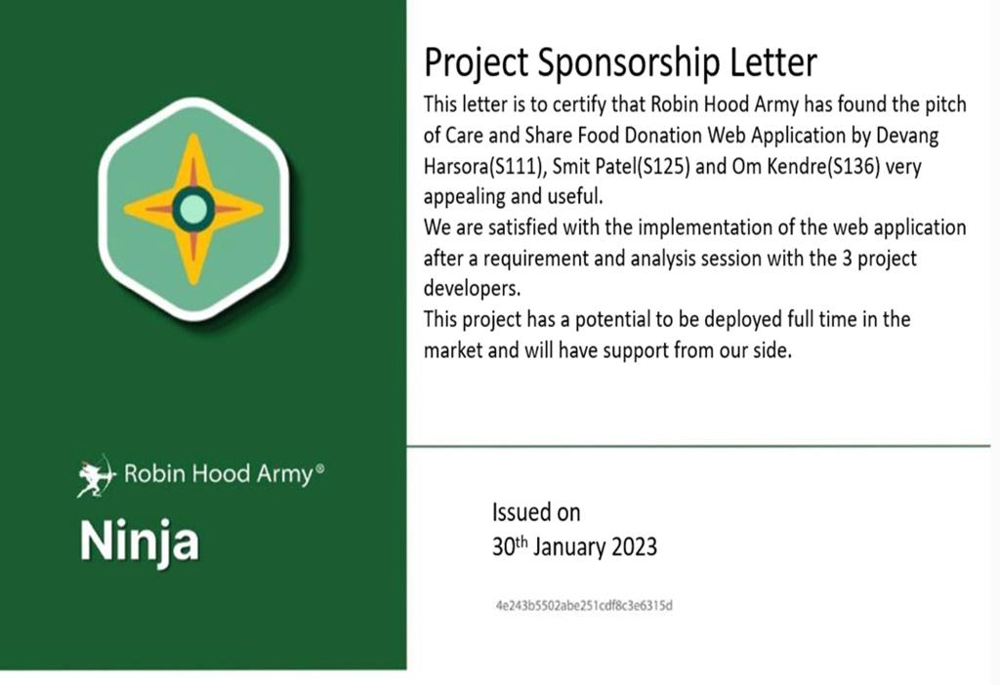 Project Sponsorship Letter
This letter is to certify that Robin Hood Army has found the pitch
of Care and Share Food Donation Web Application by Devang
Harsora(S111), Smit Patel(S125) and Om Kendre(S136) very
appealing and useful.
We are satisfied with the implementation of the web application
after a requirement and analysis session with the 3 project
developers.
This project has a potential to be deployed full time in the
market and will have support from our side.
Robin Hood Army®
Ninja
Issued on
30th January 2023
4e243b5502abe251cdf8c3e6315d